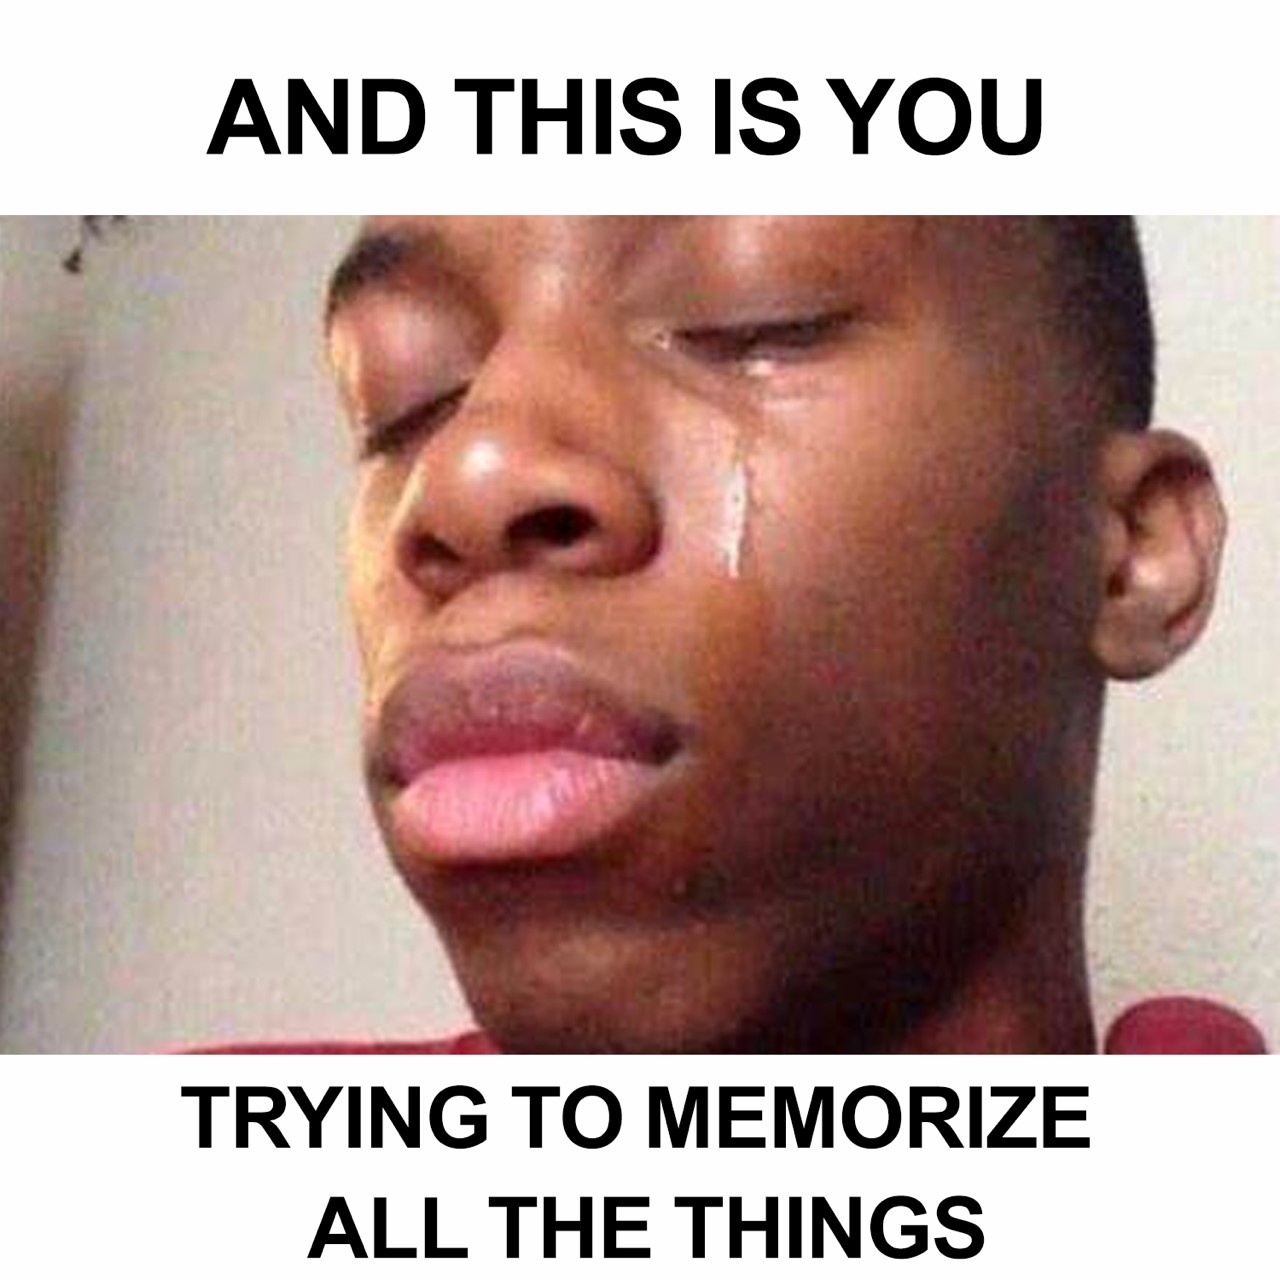 AND THIS IS YOU
TRYING TO MEMORIZE
ALL THE THINGS